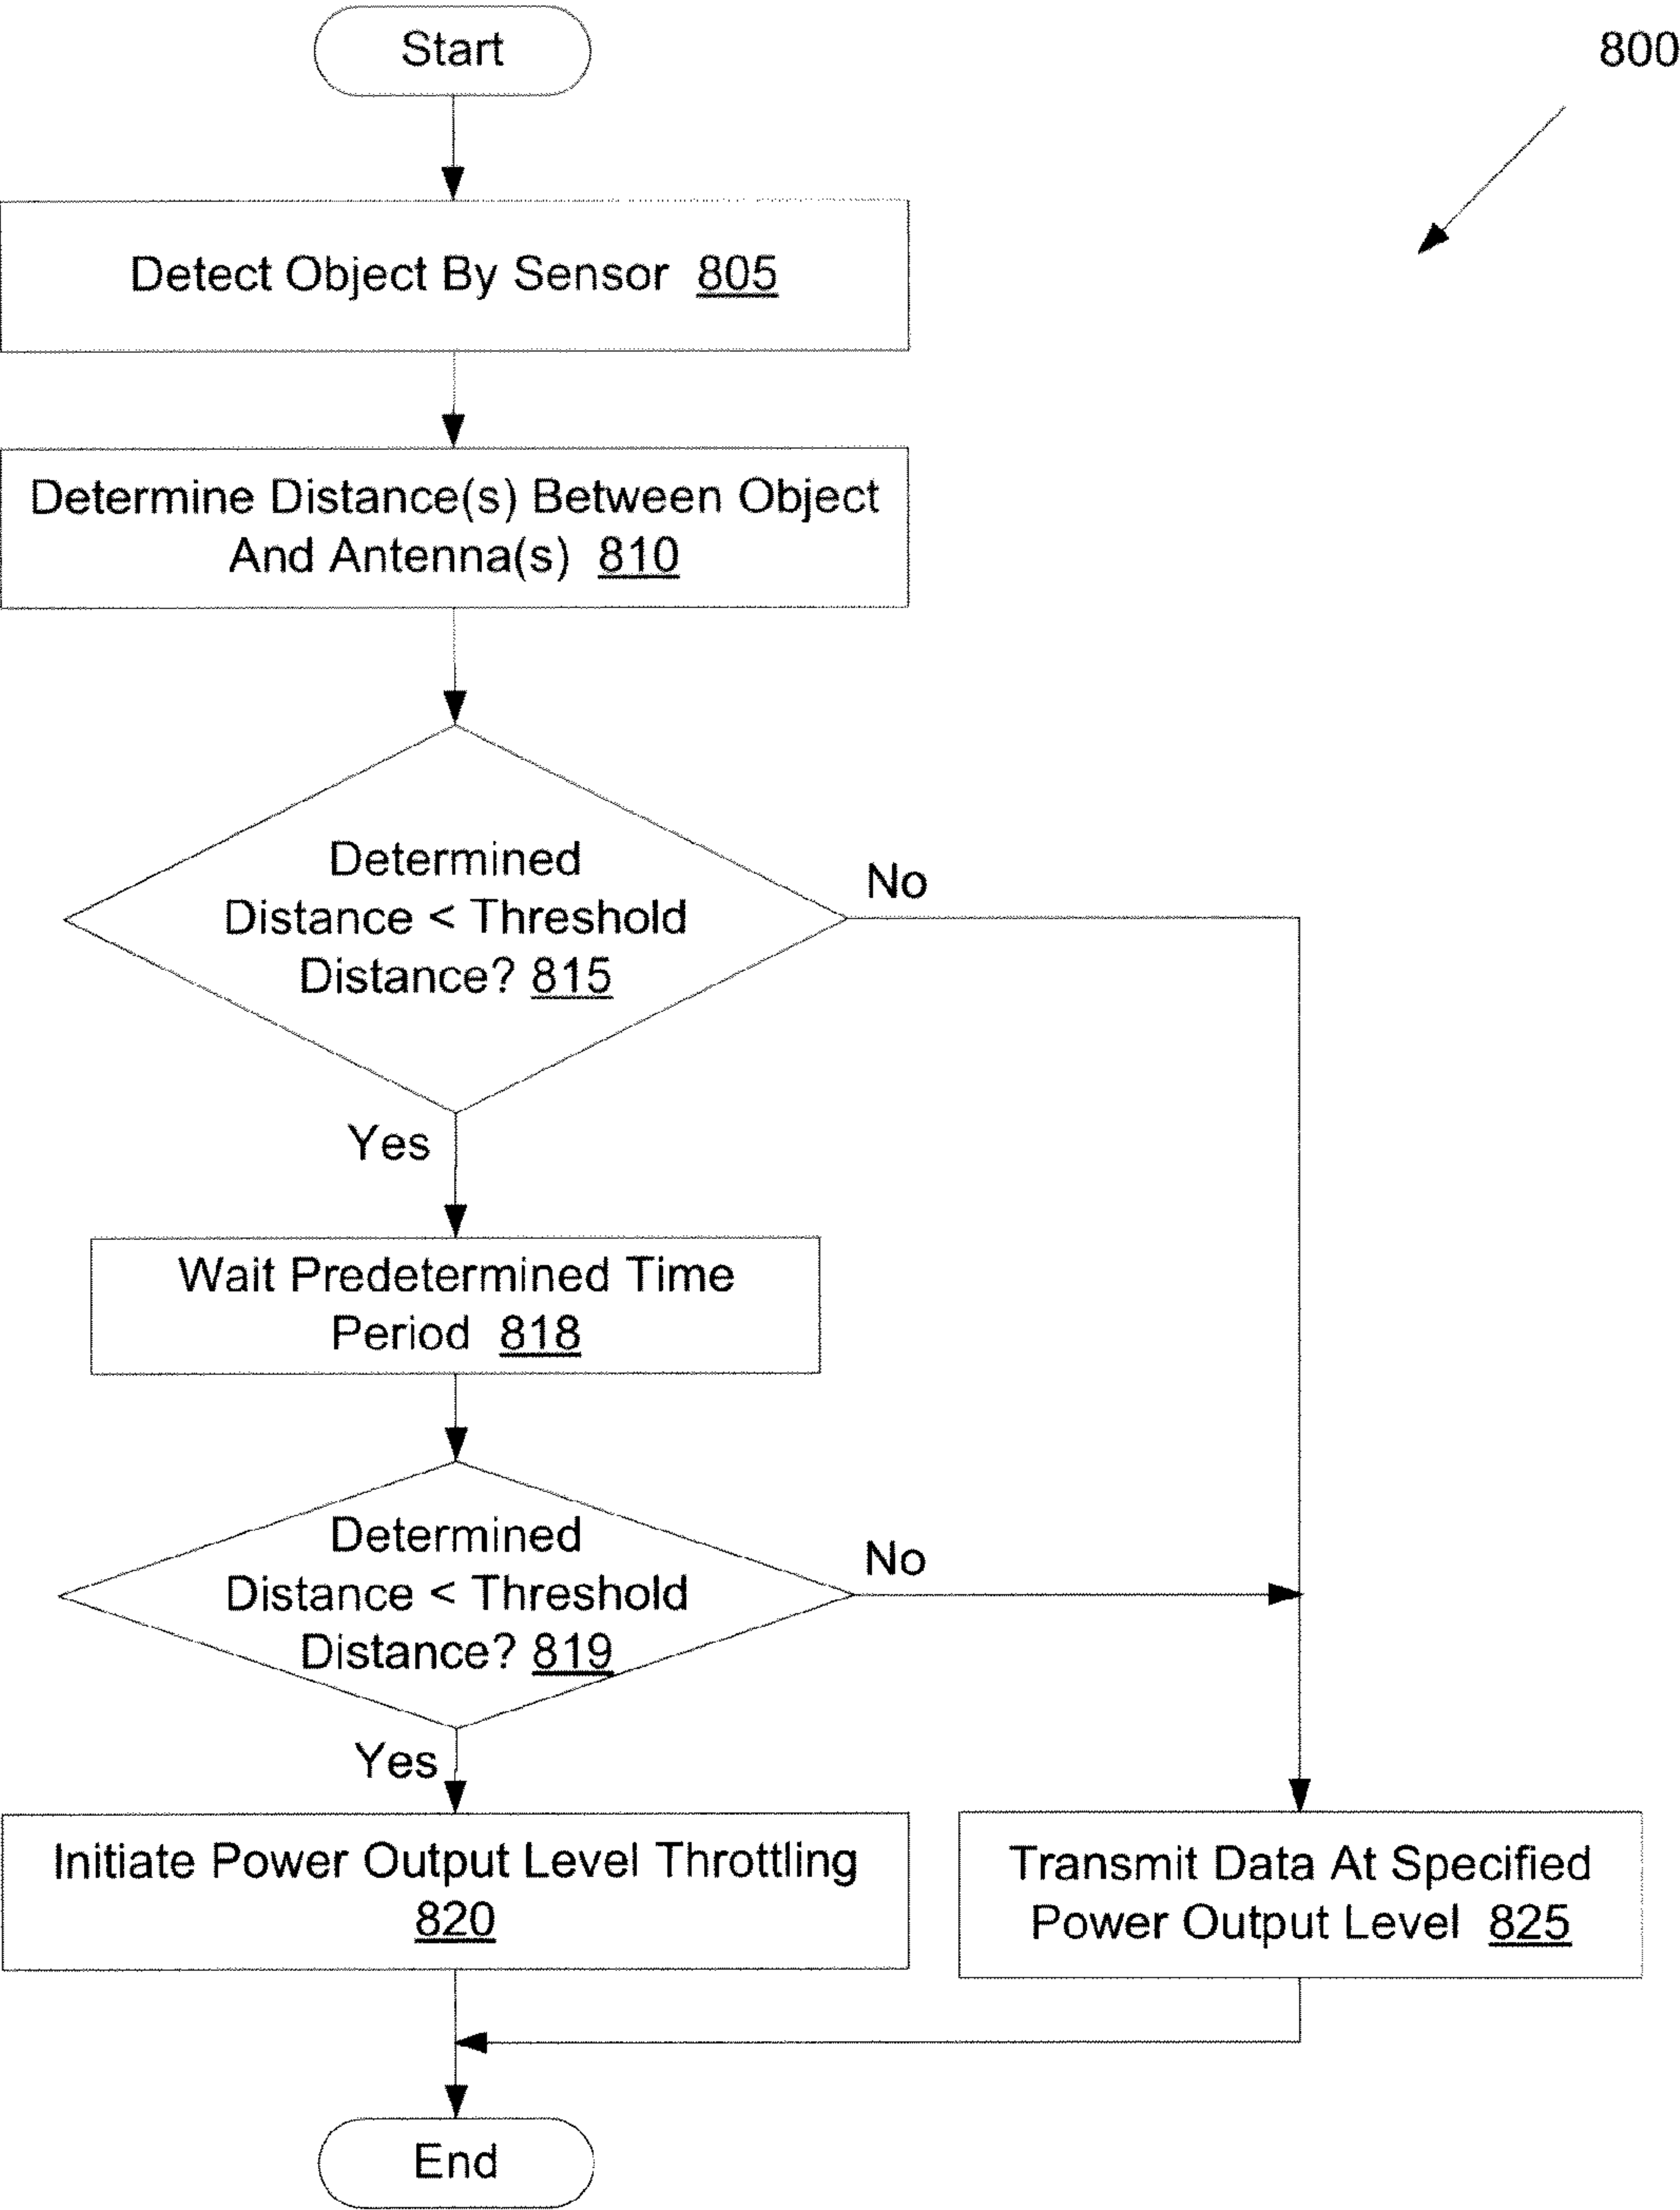 Start
800
Detect Object By Sensor 805
Determine Distance(s) Between Object
And Antenna(s) 810
Determined
Distance < Threshold
Distance? 815
No
Yes
Wait Predetermined Time
Period 818
Determined
Distance < Threshold
Distance? 819
No
Yes
Initiate Power Output Level Throttling
820
Transmit Data At Specified
Power Output Level 825
End